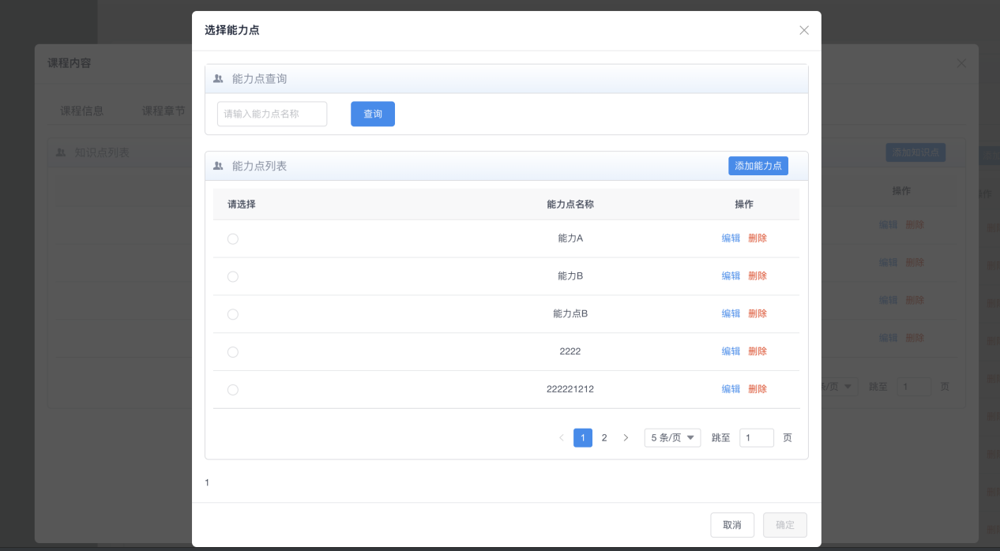 选择能力点
课程内容
能力点查询
请输入能力点名称 查询
课程信息 课程章节
知识点列表
添加知识点
能力点列表 添加能力点
请选择 能力点名称 操作
操作
能力A 编辑 删除
编辑 删除
能力B 编辑 删除
编辑 删除
能力点B 编辑 删除
编辑 删除
2222 编辑 删除
编辑 删除
222221212 编辑 删除
条/页 跳至 1 页
1 2 5 条/页 跳至 1 页
1
取消 确定